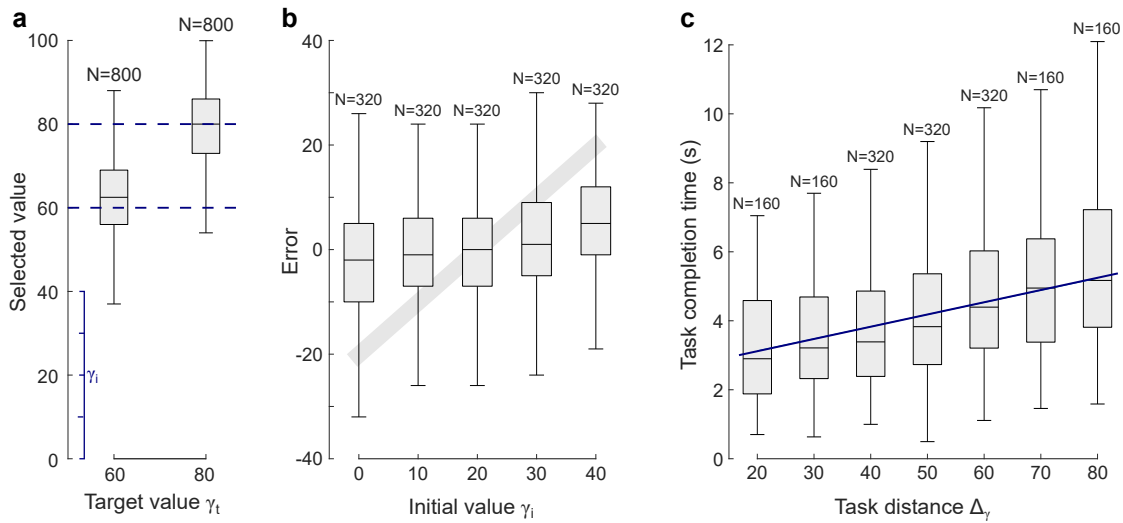 a
N=800
N=800
100
80
60
40
20
0
Selected value
γi
60
80
Target value γt
b
N=320
N=320
N=320
N=320
N=320
40
20
0
-20
-40
Error
0
10
20
30
40
Initial value γi
c
N=160
N=160
N=320
N=320
N=320
N=160
N=160
12
10
8
6
4
2
0
Task completion time (s)
20
30
40
50
60
70
80
Task distance Δγ